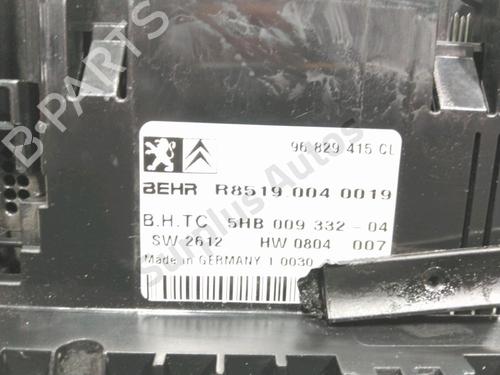 96 829 415 CL
BEHR R8519.004 0019
B.H.TC 5HB 009 332-04
SW 2612 HW 0804 007
Made in GERMANY 1 0030
B-PARTS
Surplus Autos